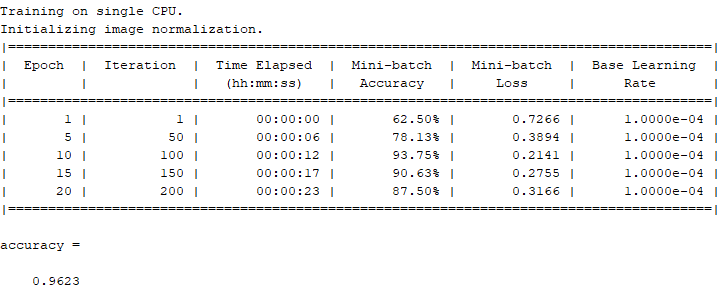 Training on single CPU.
Initializing image normalization.
|========================================================================================|
|  Epoch  |  Iteration  |  Time Elapsed  |  Mini-batch  |  Mini-batch  |  Base Learning  |
|         |             |   (hh:mm:ss)   |   Accuracy   |     Loss     |      Rate       |
|========================================================================================|
|       1 |           1 |       00:00:00 |       62.50% |       0.7266 |      1.0000e-04 |
|       5 |          50 |       00:00:06 |       78.13% |       0.3894 |      1.0000e-04 |
|      10 |         100 |       00:00:12 |       93.75% |       0.2141 |      1.0000e-04 |
|      15 |         150 |       00:00:17 |       90.63% |       0.2755 |      1.0000e-04 |
|      20 |         200 |       00:00:23 |       87.50% |       0.3166 |      1.0000e-04 |
|========================================================================================|
accuracy =
0.9623